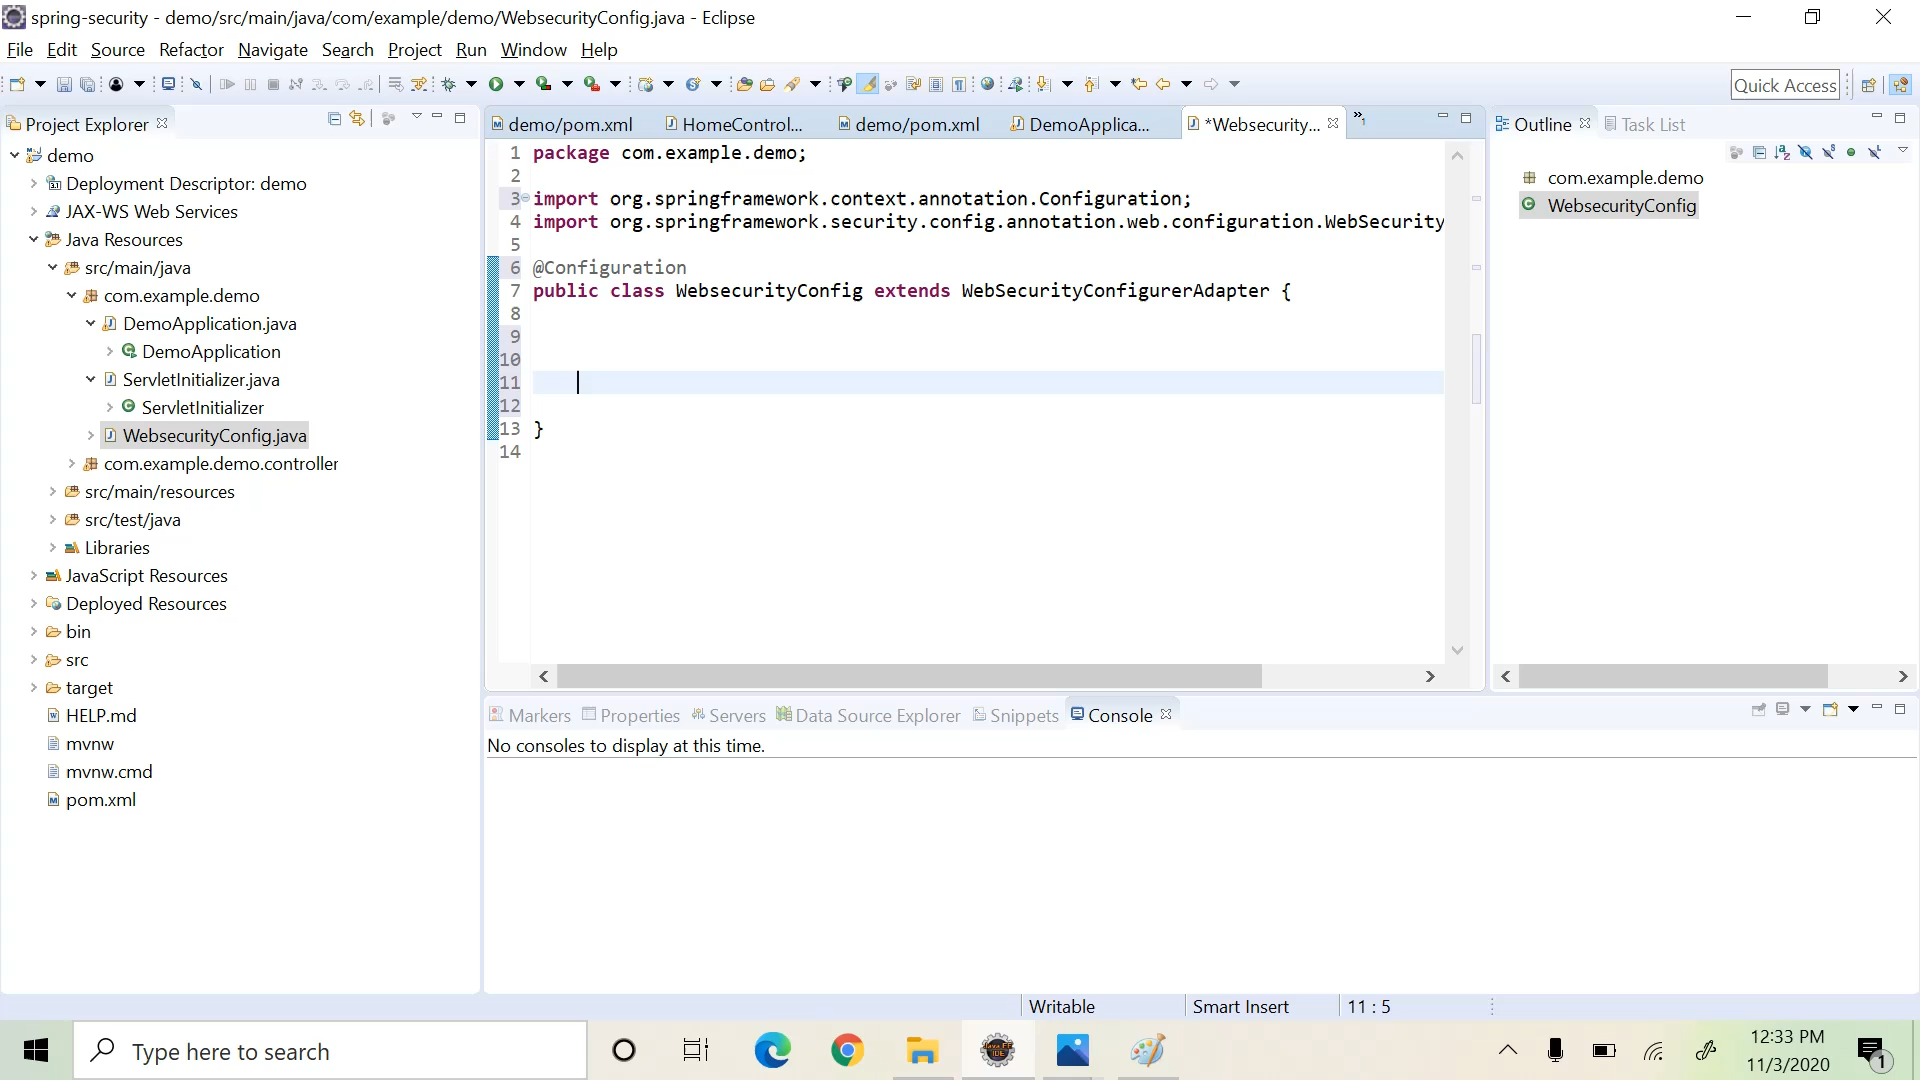 spring-security - demo/src/main/java/com/example/demo/WebsecurityConfig.java - Eclipse
File Edit Source Refactor Navigate Search Project Run Window Help
Quick Access
Project Explorer
demo
Deployment Descriptor: demo
JAX-WS Web Services
Java Resources
src/main/java
com.example.demo
DemoApplication.java
DemoApplication
ServletInitializer.java
ServletInitializer
WebsecurityConfig.java
com.example.demo.controller
src/main/resources
src/test/java
Libraries
JavaScript Resources
Deployed Resources
bin
src
target
HELP.md
mvnw
mvnw.cmd
pom.xml
demo/pom.xml HomeControl... demo/pom.xml DemoApplica... *Websecurity... »1
1 package com.example.demo;
2
3 import org.springframework.context.annotation.Configuration;
4 import org.springframework.security.config.annotation.web.configuration.WebSecurity
5
6 @Configuration
7 public class WebsecurityConfig extends WebSecurityConfigurerAdapter {
8
9
10
11
12
13 }
14
Outline Task List
com.example.demo
WebsecurityConfig
Markers Properties Servers Data Source Explorer Snippets Console
No consoles to display at this time.
Writable Smart Insert 11 : 5
Type here to search
12:33 PM
11/3/2020
1